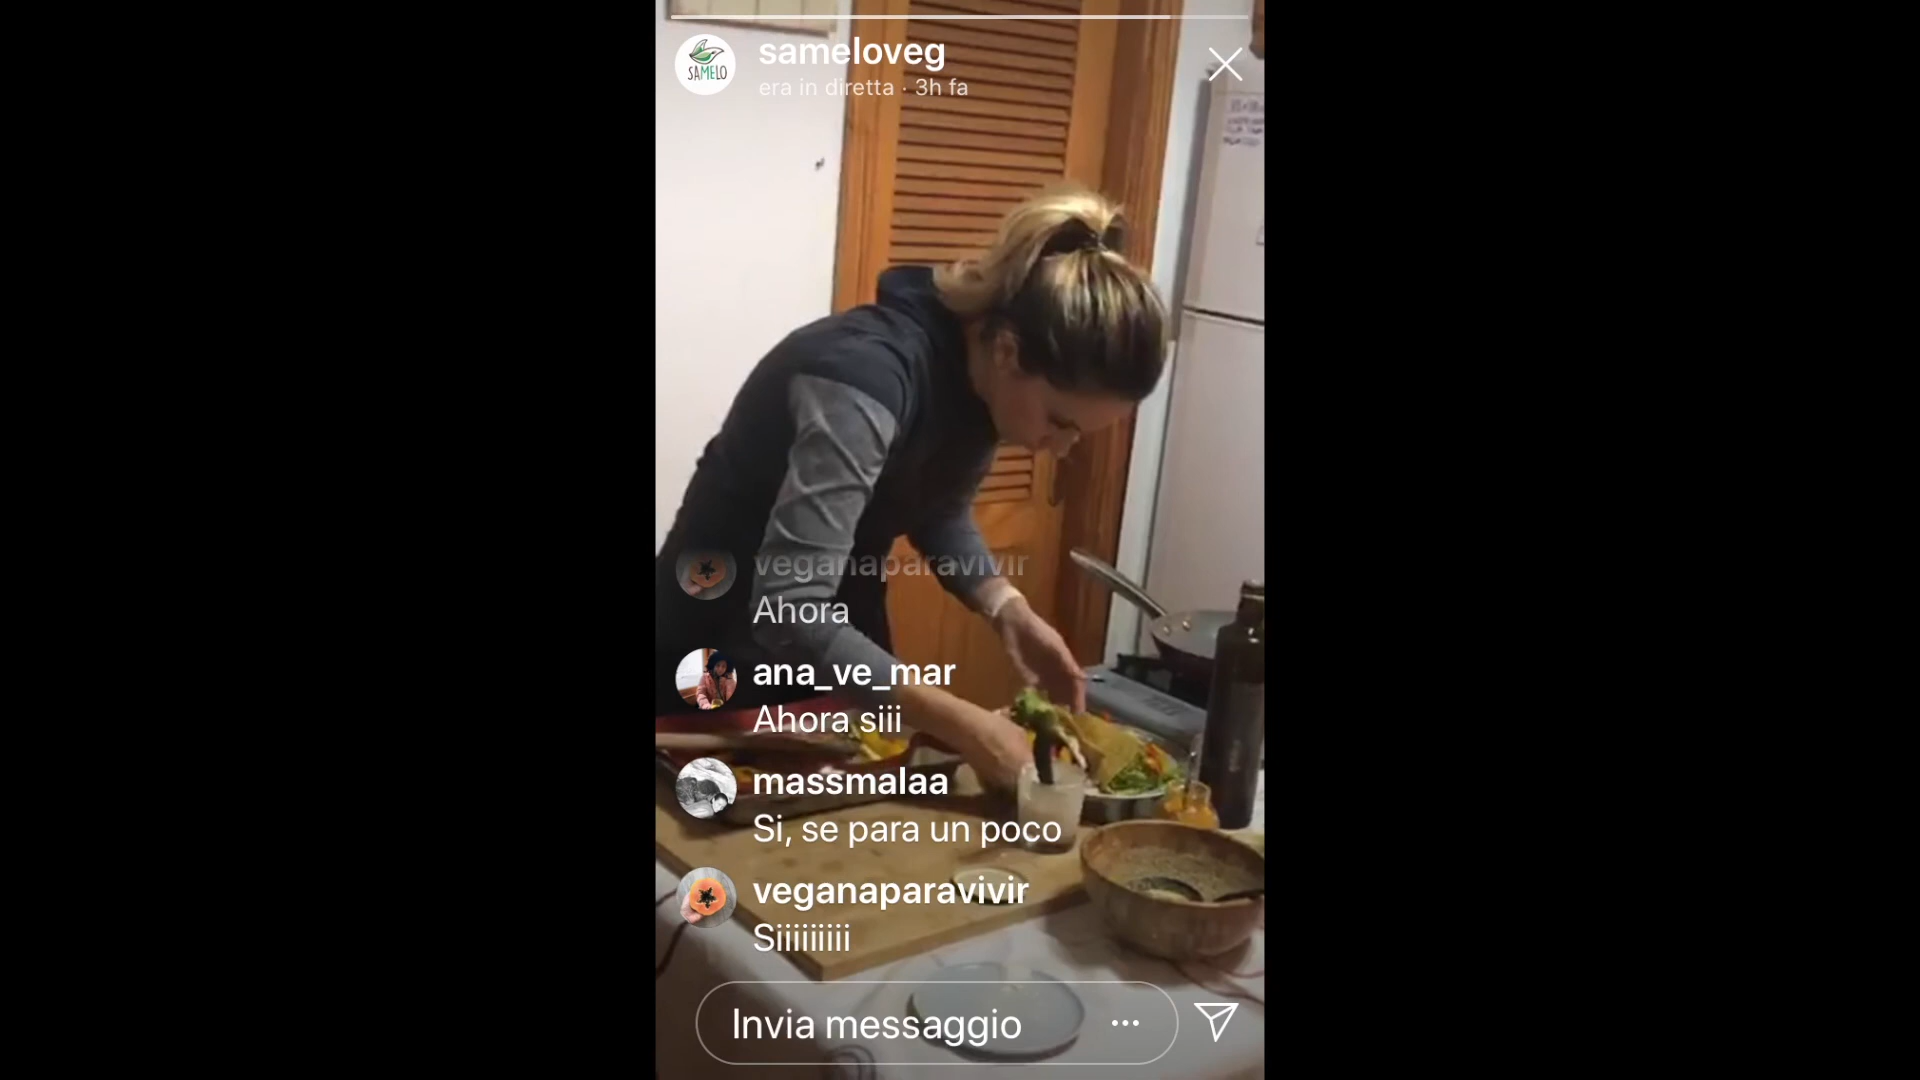 SAMELO
sameloveg
era in diretta · 3h fa
veganaparavivir
Ahora
ana_ve_mar
Ahora siii
massmalaa
Si, se para un poco
veganaparavivir
Siiiiiiiii
Invia messaggio